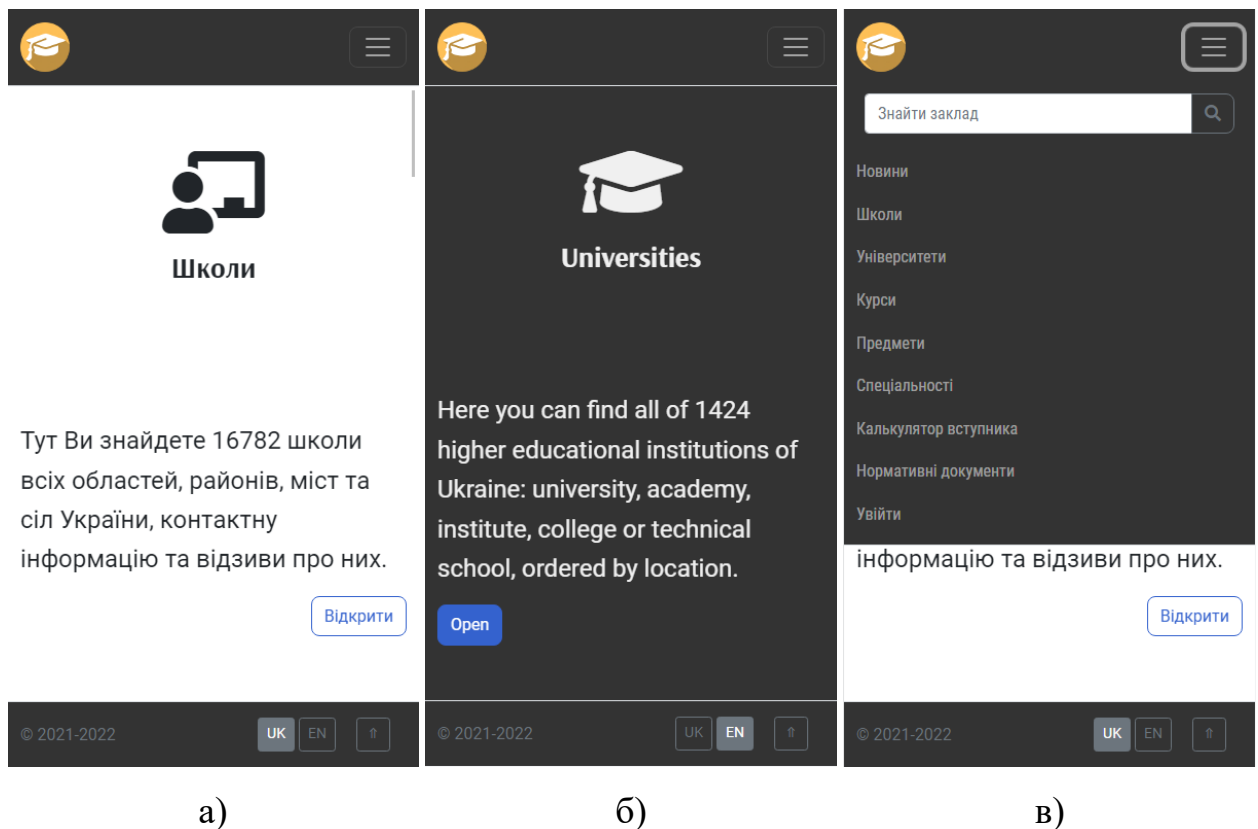 Школи
Тут Ви знайдете 16782 школи
всіх областей, районів, міст та
сіл України, контактну
інформацію та відзиви про них.
Відкрити
© 2021-2022
UK
EN
⇑
Universities
Here you can find all of 1424
higher educational institutions of
Ukraine: university, academy,
institute, college or technical
school, ordered by location.
Open
© 2021-2022
UK
EN
⇑
Знайти заклад
Новини
Школи
Університети
Курси
Предмети
Спеціальності
Калькулятор вступника
Нормативні документи
Увійти
інформацію та відзиви про них.
Відкрити
© 2021-2022
UK
EN
⇑
а)
б)
в)